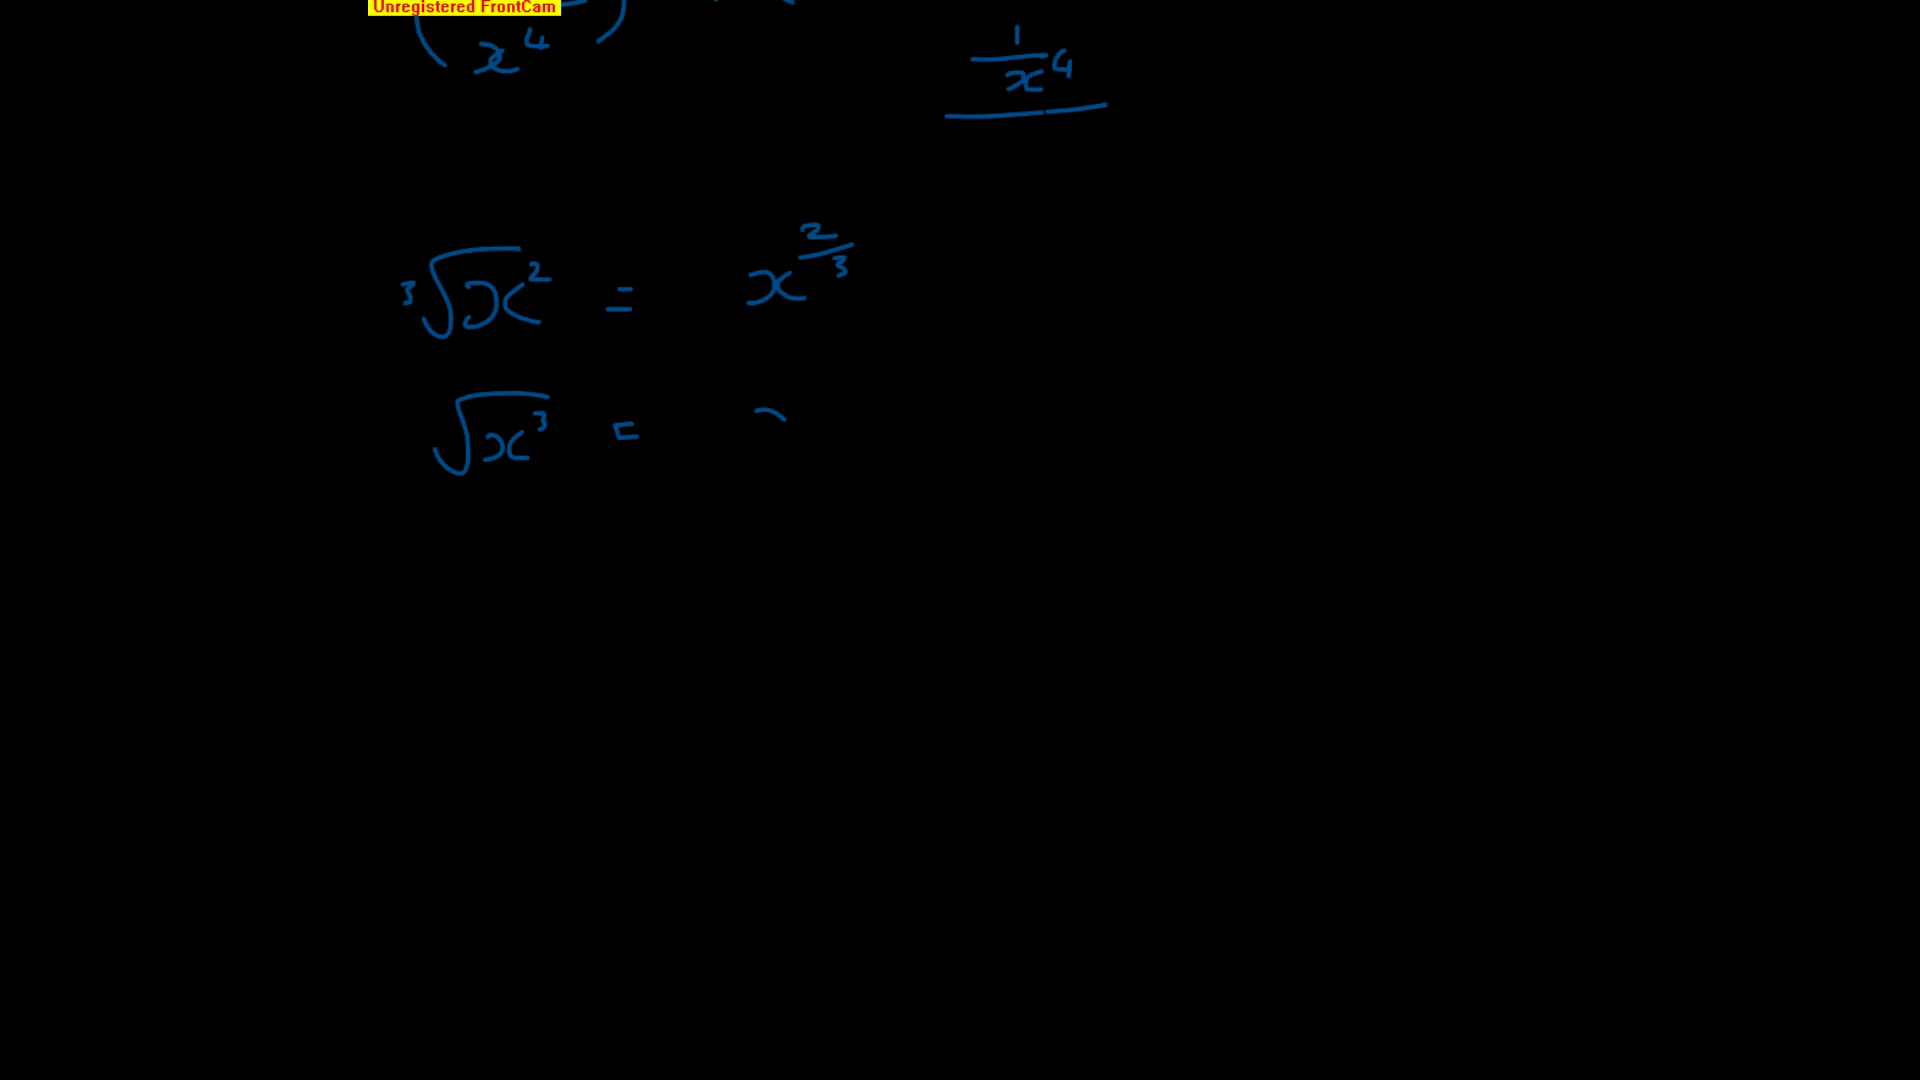 Unregistered FrontCam
x⁴
1/x⁴
³√x² = x^(2/3)
√x³ =